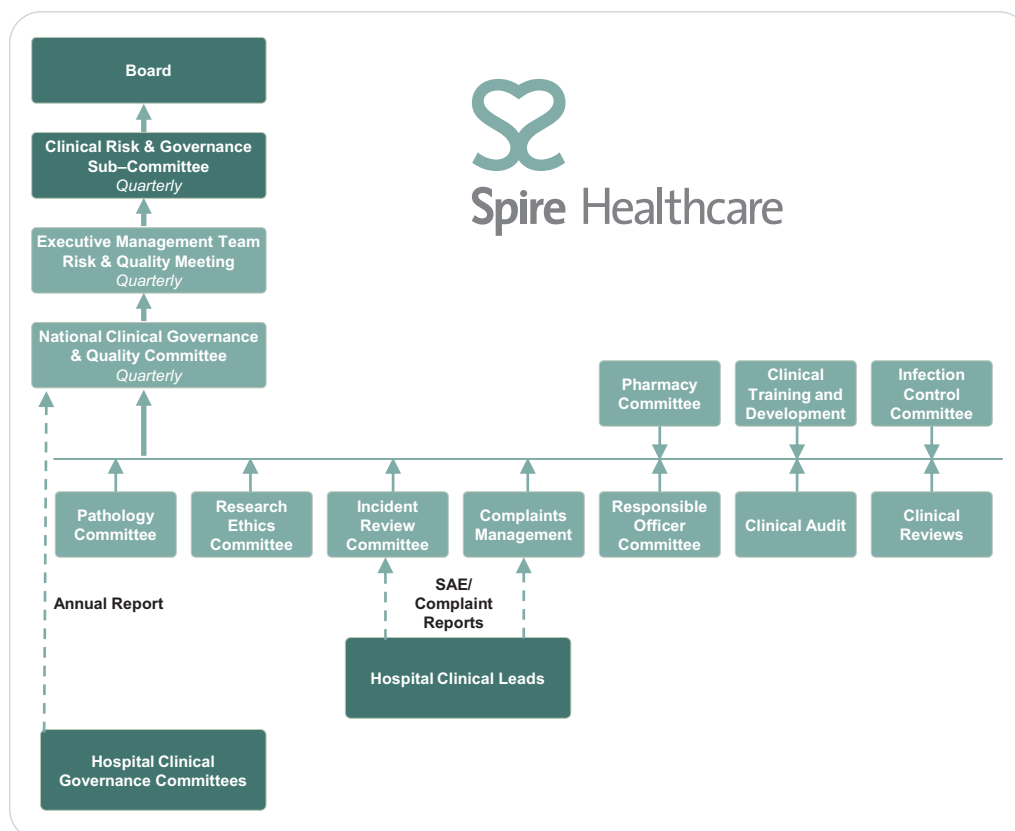 Board
Clinical Risk & Governance
Sub–Committee
Quarterly
Spire Healthcare
Executive Management Team
Risk & Quality Meeting
Quarterly
National Clinical Governance
& Quality Committee
Quarterly
Pharmacy
Committee
Clinical
Training and
Development
Infection
Control
Committee
Pathology
Committee
Research
Ethics
Committee
Incident
Review
Committee
Complaints
Management
Responsible
Officer
Committee
Clinical Audit
Clinical
Reviews
Annual Report
SAE/
Complaint
Reports
Hospital Clinical Leads
Hospital Clinical
Governance Committees